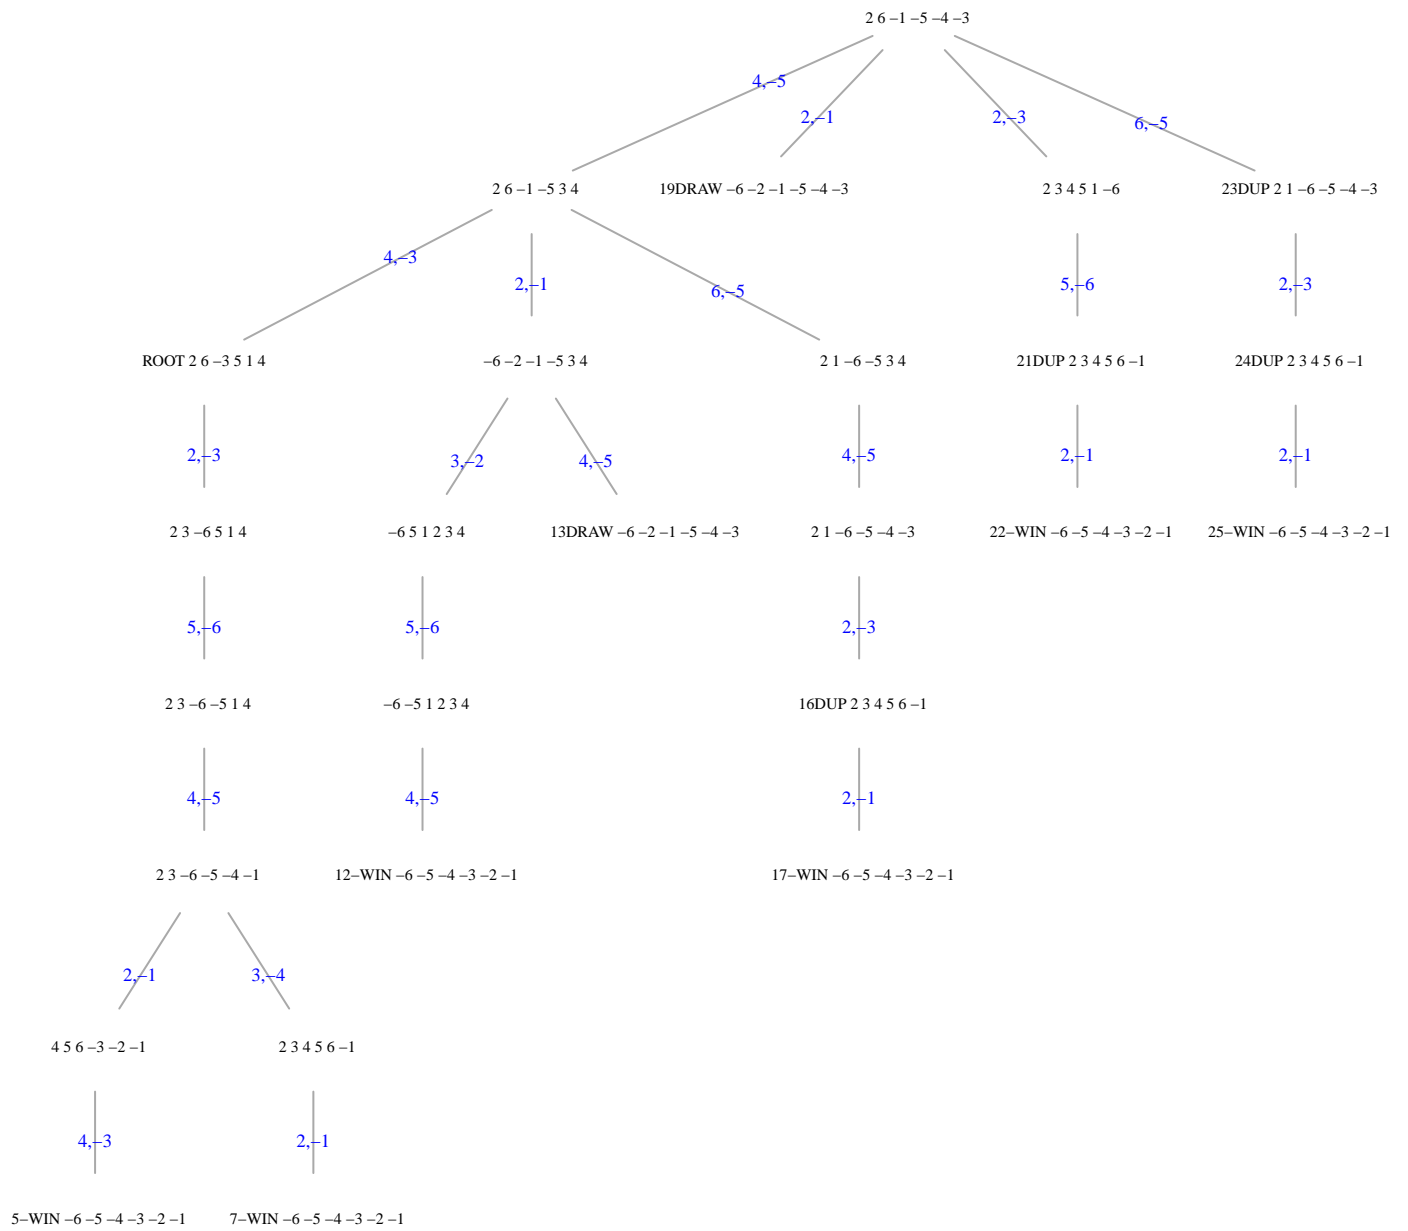 2 6 –1 –5 –4 –3
4,–5
2,–1
2,–3
6,–5
2 6 –1 –5 3 4
19DRAW –6 –2 –1 –5 –4 –3
2 3 4 5 1 –6
23DUP 2 1 –6 –5 –4 –3
4,–3
2,–1
6,–5
5,–6
2,–3
ROOT 2 6 –3 5 1 4
–6 –2 –1 –5 3 4
2 1 –6 –5 3 4
21DUP 2 3 4 5 6 –1
24DUP 2 3 4 5 6 –1
2,–3
3,–2
4,–5
4,–5
2,–1
2,–1
2 3 –6 5 1 4
–6 5 1 2 3 4
13DRAW –6 –2 –1 –5 –4 –3
2 1 –6 –5 –4 –3
22–WIN –6 –5 –4 –3 –2 –1
25–WIN –6 –5 –4 –3 –2 –1
5,–6
5,–6
2,–3
2 3 –6 –5 1 4
–6 –5 1 2 3 4
16DUP 2 3 4 5 6 –1
4,–5
4,–5
2,–1
2 3 –6 –5 –4 –1
12–WIN –6 –5 –4 –3 –2 –1
17–WIN –6 –5 –4 –3 –2 –1
2,–1
3,–4
4 5 6 –3 –2 –1
2 3 4 5 6 –1
4,–3
2,–1
5–WIN –6 –5 –4 –3 –2 –1
7–WIN –6 –5 –4 –3 –2 –1